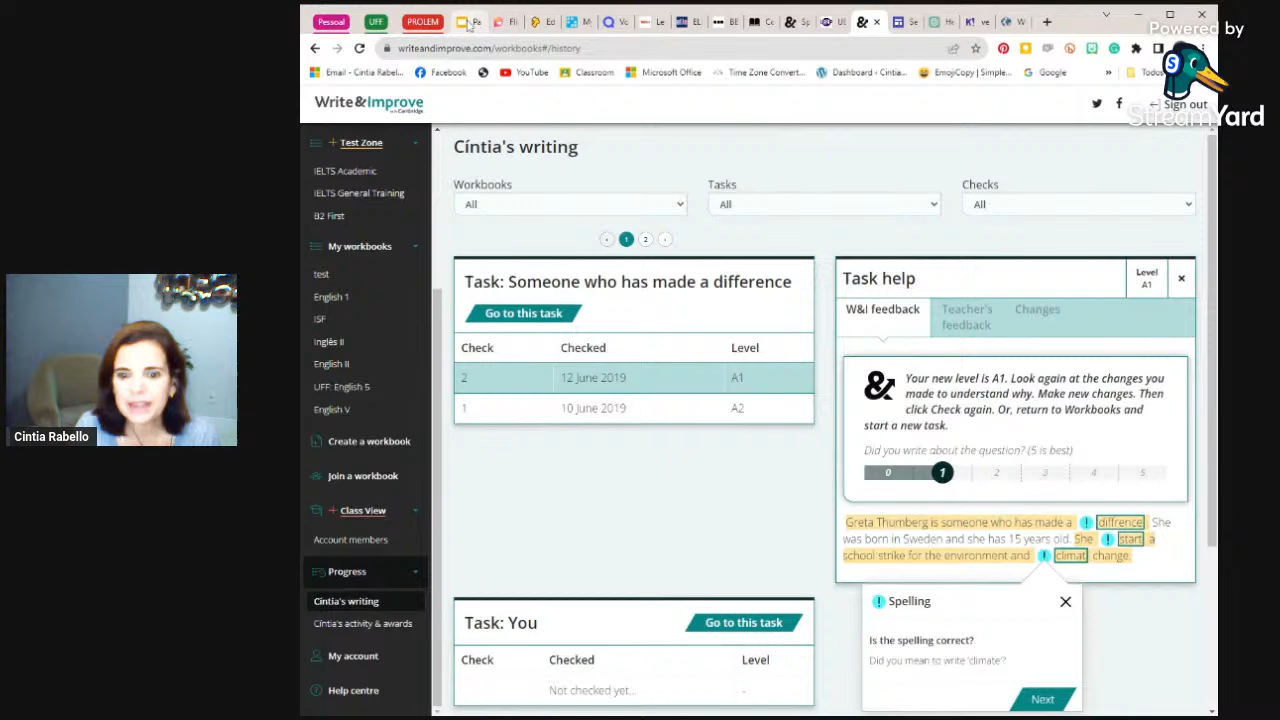 Pessoal UFF PROLEM
Powered by
StreamYard
writeandimprove.com/workbooks#/history
Email - Cintia Rabel... Facebook YouTube Classroom Microsoft Office Time Zone Convert... Dashboard ‹ Cintia... EmojiCopy | Simple... Google » Todos
Write&Improve
with Cambridge
Sign out
Test Zone
IELTS Academic
IELTS General Training
B2 First
My workbooks
test
English 1
ISF
Inglês II
English II
UFF: English 5
English V
Create a workbook
Join a workbook
Class View
Account members
Progress
Cíntia's writing
Cíntia's activity & awards
My account
Help centre
Cíntia's writing
Workbooks Tasks Checks
All All All
1 2
Task: Someone who has made a difference
Go to this task
Check Checked Level
2 12 June 2019 A1
1 10 June 2019 A2
Task: You Go to this task
Check Checked Level
Not checked yet... -
Task help Level A1
W&I feedback Teacher's feedback Changes
Your new level is A1. Look again at the changes you
made to understand why. Make new changes. Then
click Check again. Or, return to Workbooks and
start a new task.
Did you write about the question? (5 is best)
0 1 2 3 4 5
Greta Thumberg is someone who has made a diffrence She
was born in Sweden and she has 15 years old. She start a
school strike for the environment and climat change.
Spelling
Is the spelling correct?
Did you mean to write 'climate'?
Next
Cintia Rabello